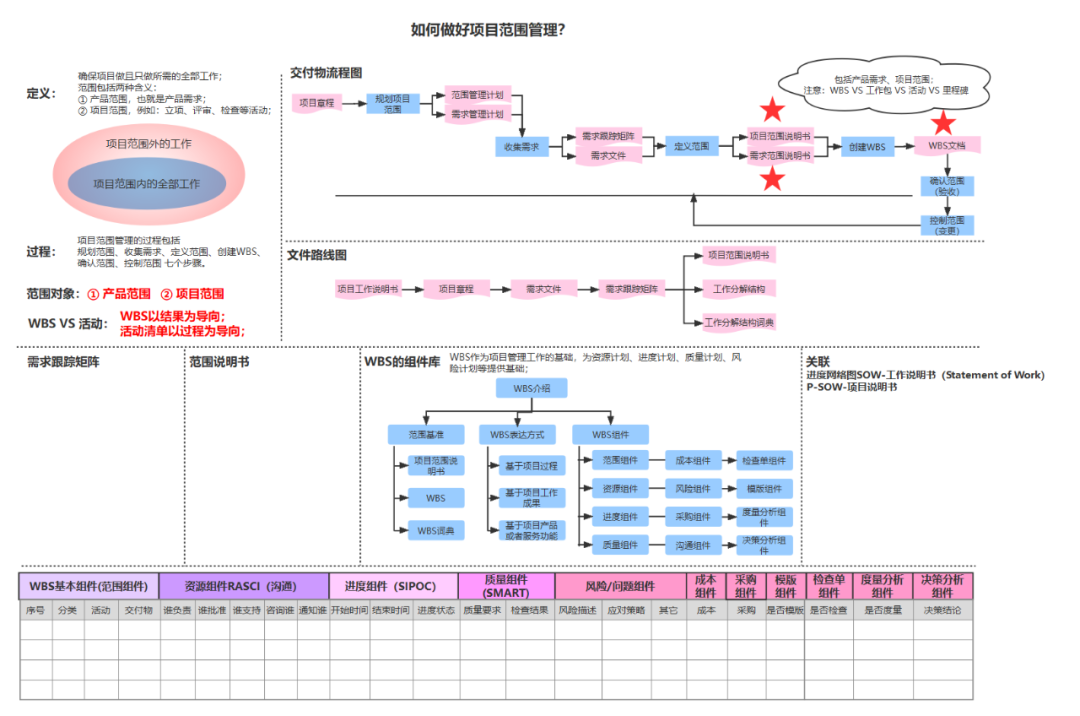 如何做好项目范围管理?
定义：
确保项目做且只做所需的全部工作；
范围包括两种含义：
① 产品范围，也就是产品需求；
② 项目范围，例如：立项、评审、检查等活动；
项目范围外的工作
项目范围内的全部工作
过程：
项目范围管理的过程包括
规划范围、收集需求、定义范围、创建WBS、
确认范围、控制范围 七个步骤。
范围对象：
① 产品范围 ② 项目范围
WBS VS 活动：
WBS以结果为导向；
活动清单以过程为导向；
交付物流程图
包括产品需求、项目范围；
注意：WBS VS 工作包 VS 活动 VS 里程碑
项目章程
规划项目
范围
范围管理计划
需求管理计划
收集需求
需求跟踪矩阵
需求文件
定义范围
项目范围说明书
需求范围说明书
创建WBS
WBS文档
确认范围
（验收）
控制范围
（变更）
文件路线图
项目工作说明书
项目章程
需求文件
需求跟踪矩阵
项目范围说明书
工作分解结构
工作分解结构词典
需求跟踪矩阵
范围说明书
WBS的组件库
WBS作为项目管理工作的基础，为资源计划、进度计划、质量计划、风
险计划等提供基础；
WBS介绍
范围基准
WBS表达方式
WBS组件
项目范围说
明书
WBS
WBS词典
基于项目过程
基于项目工作
成果
基于项目产品
或者服务功能
范围组件
成本组件
检查单组件
资源组件
风险组件
模版组件
进度组件
采购组件
度量分析组
件
质量组件
沟通组件
决策分析组
件
关联
进度网络图SOW-工作说明书（Statement of Work）
P-SOW-项目说明书
WBS基本组件(范围组件)
资源组件RASCI（沟通）
进度组件（SIPOC）
质量组件
(SMART)
风险/问题组件
成本
组件
采购
组件
模版
组件
检查单
组件
度量分析
组件
决策分析
组件
序号 分类 活动 交付物 谁负责 谁批准 谁支持 咨询谁 通知谁 开始时间 结束时间 进度状态 质量要求 检查结果 风险描述 应对策略 其它 成本 采购 是否模版 是否检查 是否度量 决策结论